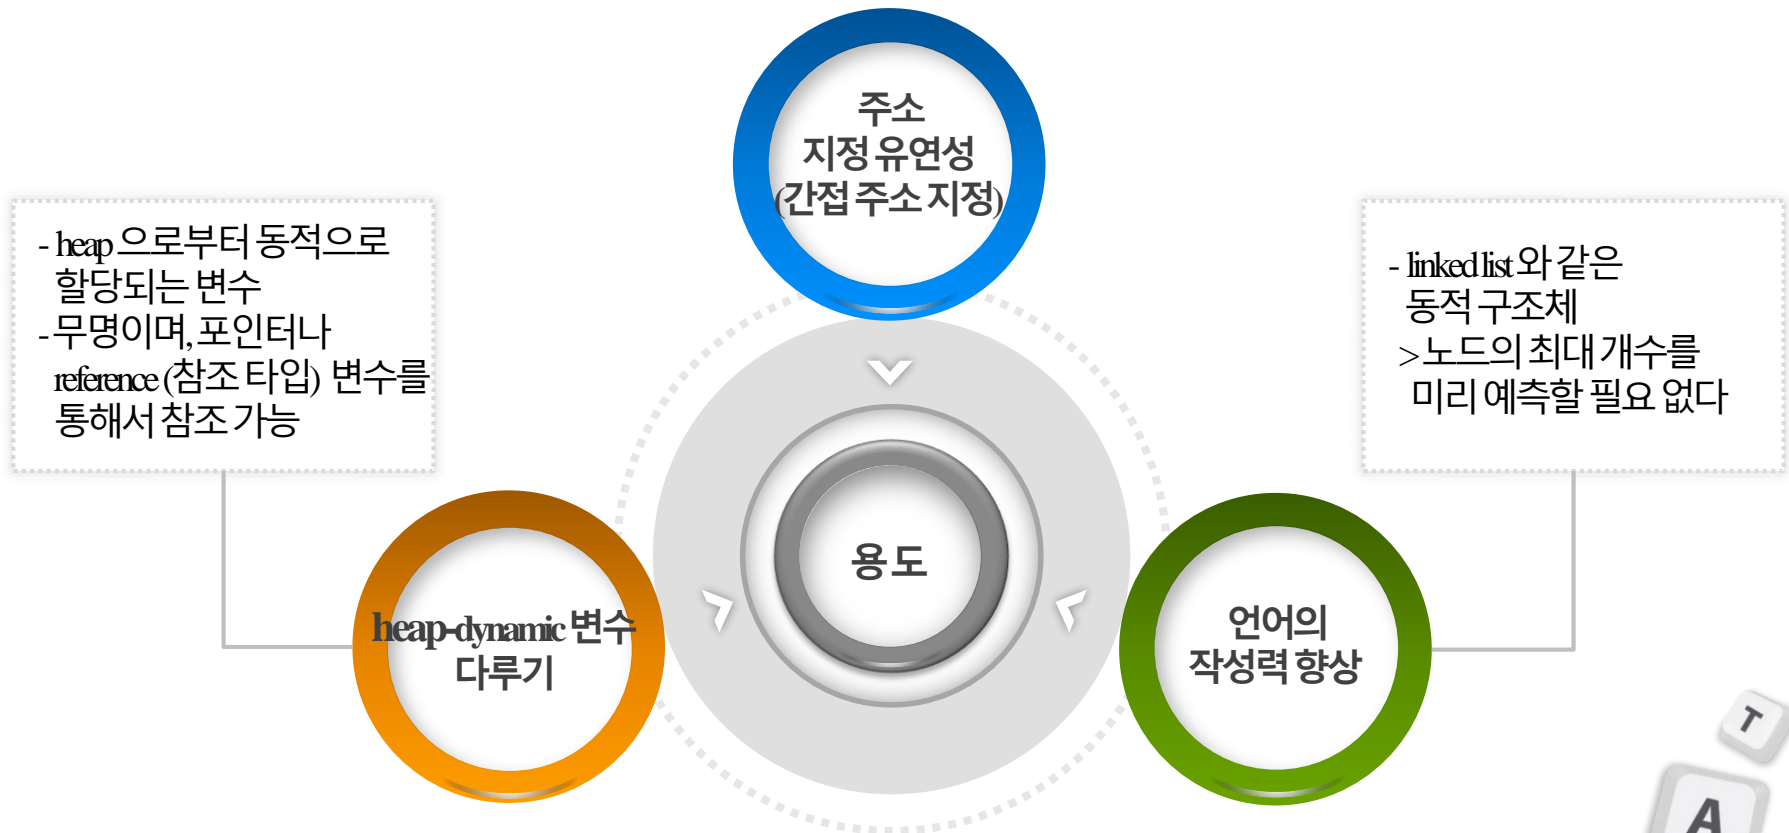 주소
지정 유연성
(간접 주소 지정)
- heap 으로부터 동적으로
할당되는 변수
- 무명이며, 포인터나
reference (참조 타입) 변수를
통해서 참조 가능
- linked list 와 같은
동적 구조체
> 노드의 최대 개수를
미리 예측할 필요 없다
용 도
heap-dynamic 변수
다루기
언어의
작성력 향상
T
A